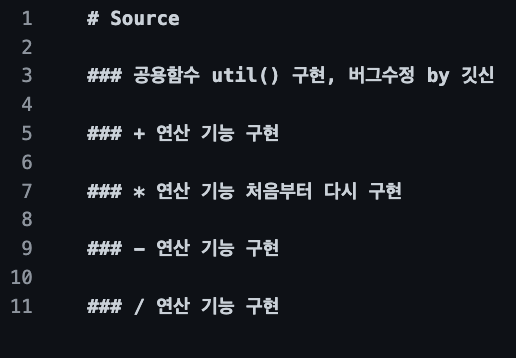 1 # Source
2
3 ### 공용함수 util() 구현, 버그수정 by 깃신
4
5 ### + 연산 기능 구현
6
7 ### * 연산 기능 처음부터 다시 구현
8
9 ### - 연산 기능 구현
10
11 ### / 연산 기능 구현